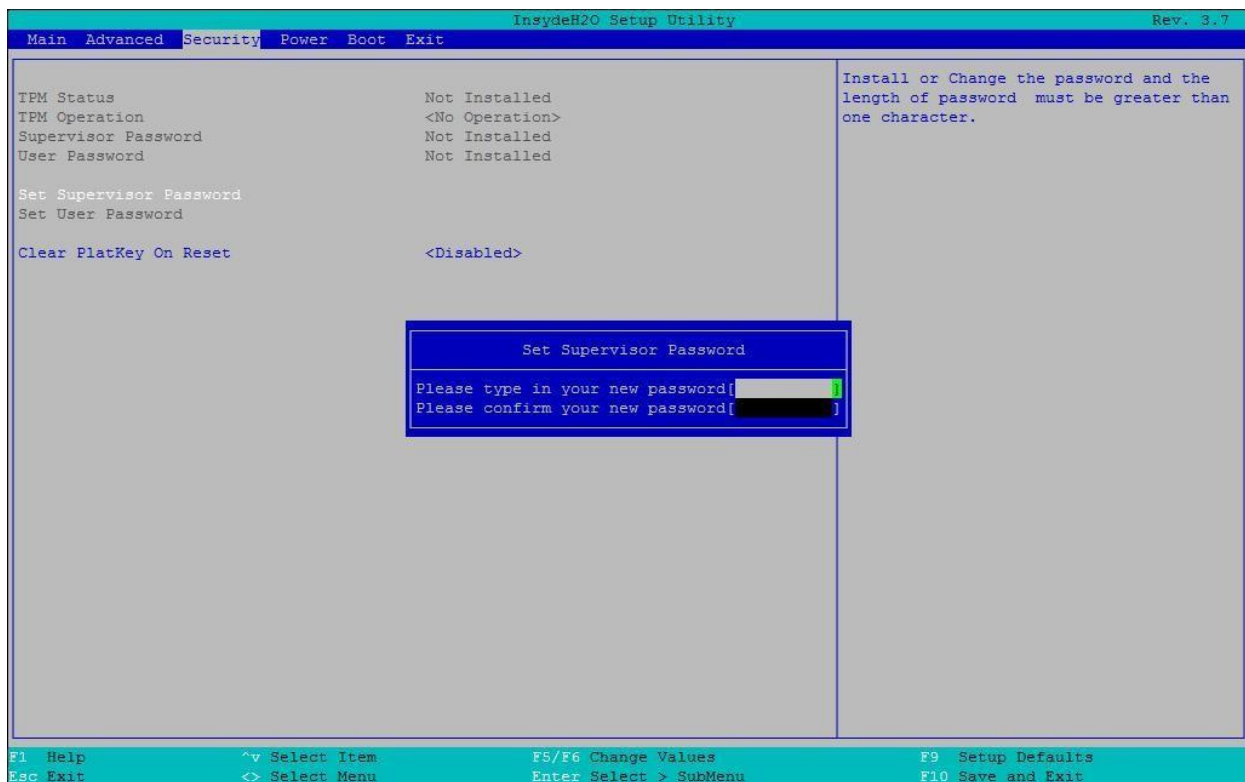 InsydeH2O Setup Utility Rev. 3.7
Main Advanced Security Power Boot Exit
TPM Status Not Installed
TPM Operation <No Operation>
Supervisor Password Not Installed
User Password Not Installed
Set Supervisor Password
Set User Password
Clear PlatKey On Reset <Disabled>
Install or Change the password and the
length of password must be greater than
one character.
Set Supervisor Password
Please type in your new password[ ]
Please confirm your new password[ ]
F1 Help ^v Select Item F5/F6 Change Values F9 Setup Defaults
Esc Exit <> Select Menu Enter Select > SubMenu F10 Save and Exit